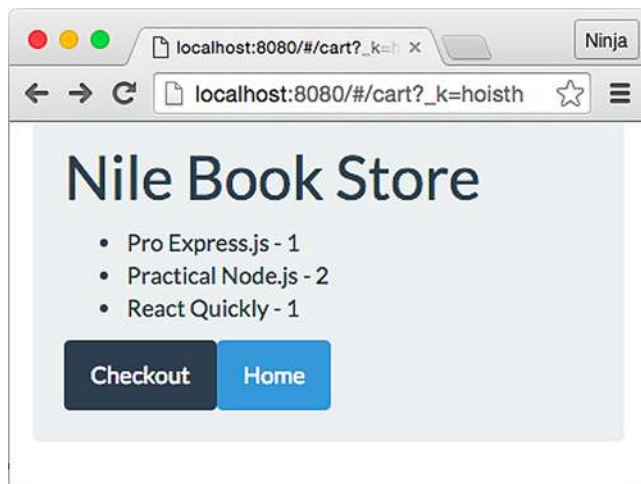 localhost:8080/#/cart?_k=h
Ninja
localhost:8080/#/cart?_k=hoisth
Nile Book Store
• Pro Express.js - 1
• Practical Node.js - 2
• React Quickly - 1
Checkout Home